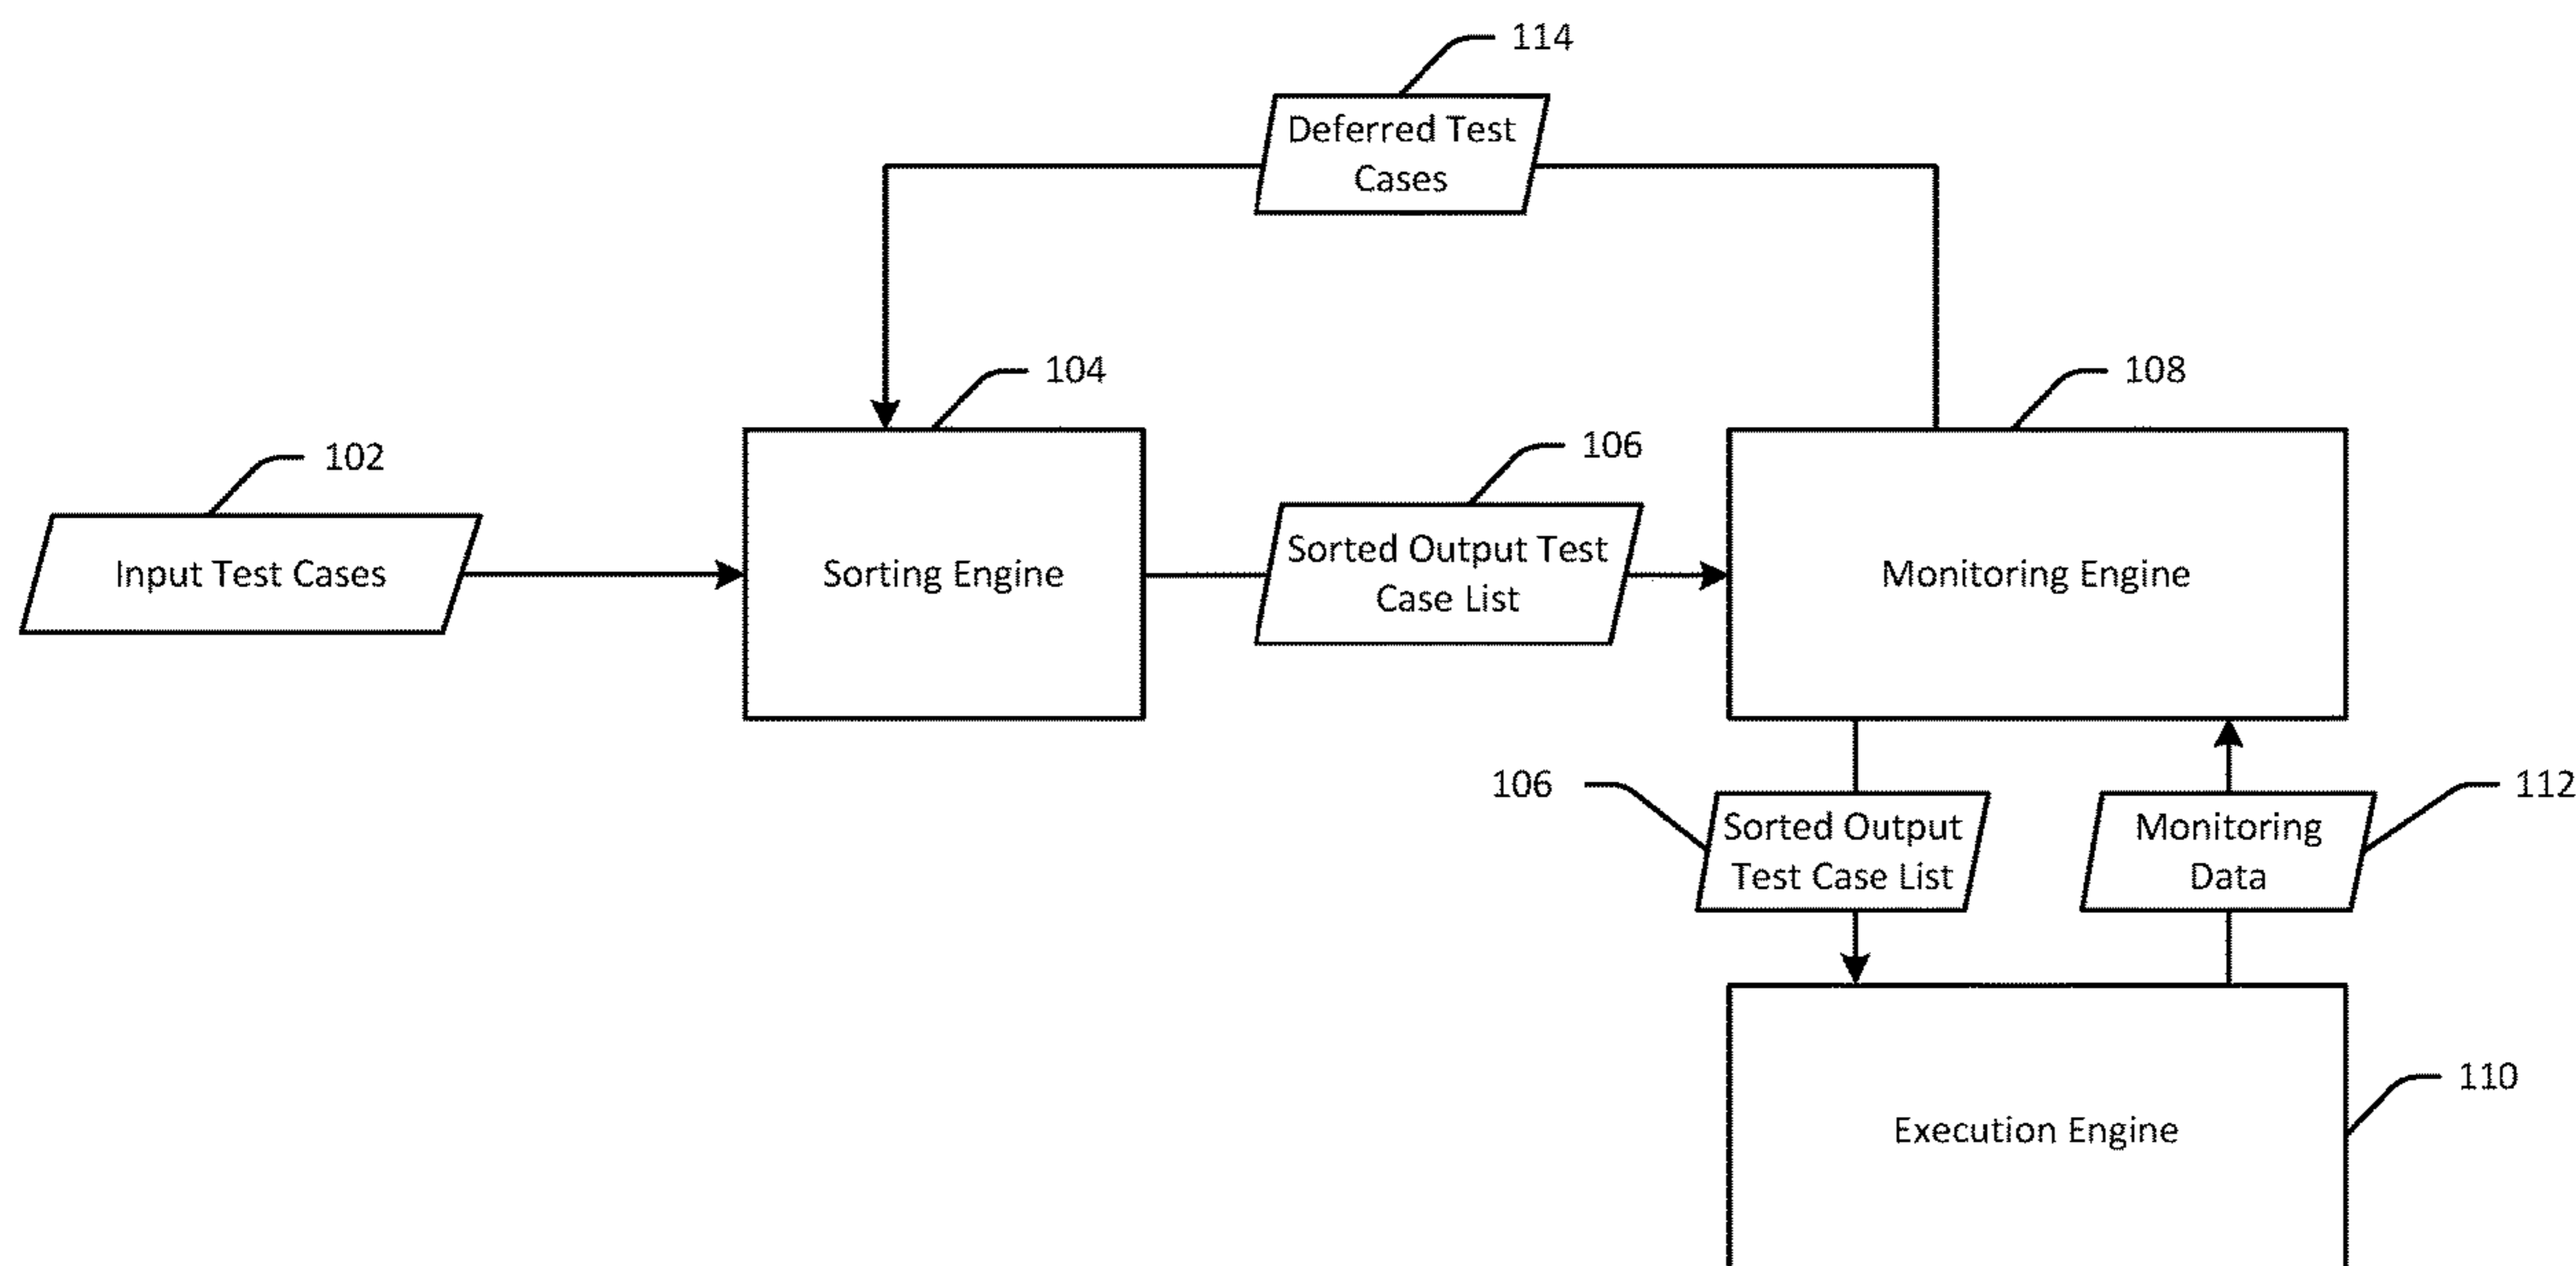 114
Deferred Test
Cases
104
108
102
106
Input Test Cases
Sorting Engine
Sorted Output Test
Case List
Monitoring Engine
106
112
Sorted Output
Test Case List
Monitoring
Data
110
Execution Engine